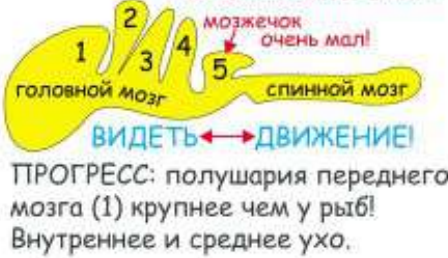 2
мозжечок
1
4
очень мал!
3
5
головной мозг
спинной мозг
ВИДЕТЬ ДВИЖЕНИЕ!
ПРОГРЕСС: полушария переднего
мозга (1) крупнее чем у рыб!
Внутреннее и среднее ухо.